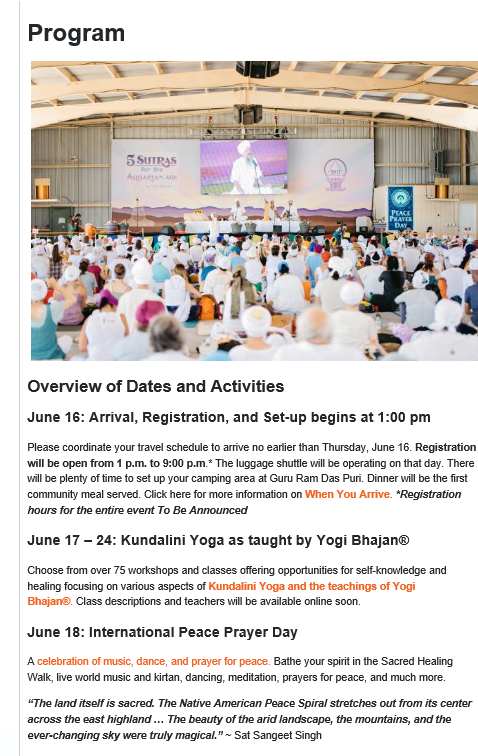 Program
5 SUTRAS
for the
AQUARIAN AGE
PEACE
PRAYER
DAY
Overview of Dates and Activities
June 16: Arrival, Registration, and Set-up begins at 1:00 pm
Please coordinate your travel schedule to arrive no earlier than Thursday, June 16. Registration
will be open from 1 p.m. to 9:00 p.m.* The luggage shuttle will be operating on that day. There
will be plenty of time to set up your camping area at Guru Ram Das Puri. Dinner will be the first
community meal served. Click here for more information on When You Arrive. *Registration
hours for the entire event To Be Announced
June 17 – 24: Kundalini Yoga as taught by Yogi Bhajan®
Choose from over 75 workshops and classes offering opportunities for self-knowledge and
healing focusing on various aspects of Kundalini Yoga and the teachings of Yogi
Bhajan®. Class descriptions and teachers will be available online soon.
June 18: International Peace Prayer Day
A celebration of music, dance, and prayer for peace. Bathe your spirit in the Sacred Healing
Walk, live world music and kirtan, dancing, meditation, prayers for peace, and much more.
“The land itself is sacred. The Native American Peace Spiral stretches out from its center
across the east highland … The beauty of the arid landscape, the mountains, and the
ever-changing sky were truly magical.” ~ Sat Sangeet Singh